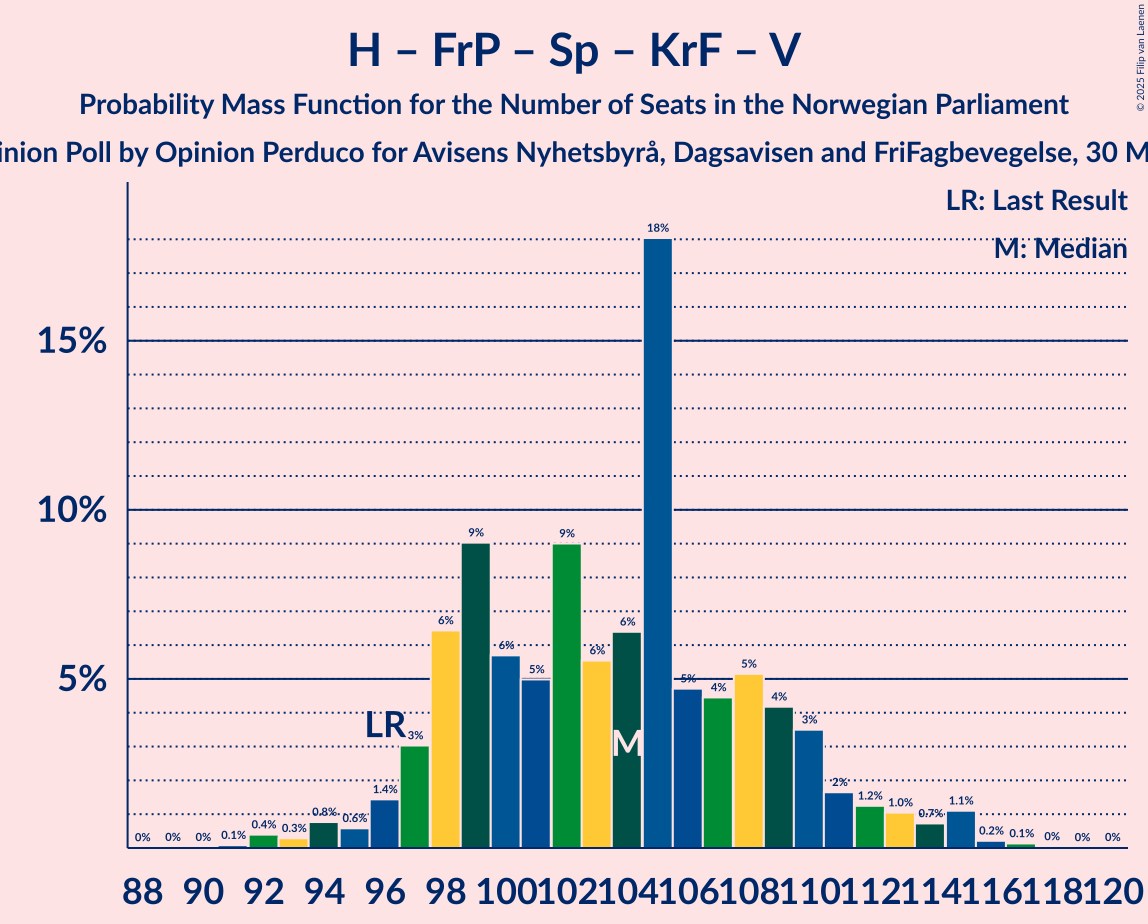 H – FrP – Sp – KrF – V
Probability Mass Function for the Number of Seats in the Norwegian Parliament
inion Poll by Opinion Perduco for Avisens Nyhetsbyrå, Dagsavisen and FriFagbevegelse, 30 M
© 2025 Filip van Laenen
LR: Last Result
M: Median
18%
15%
10%
9% 9%
6% 6% 5% 6% 6% 5% 4% 5% 4%
5%
LR 3% M 3%
0% 0% 0% 0.1% 0.4% 0.3% 0.8% 0.6% 1.4% 2% 1.2% 1.0% 0.7% 1.1% 0.2% 0.1% 0% 0% 0%
88 90 92 94 96 98 100 102 104 106 108 110 112 114 116 118 120